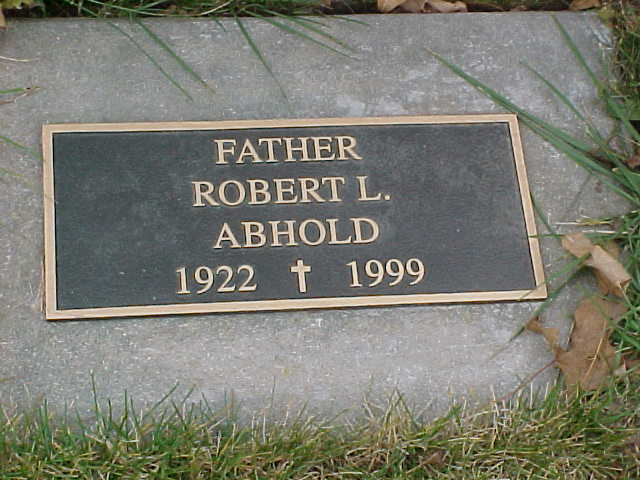 FATHER
ROBERT L.
ABHOLD
1922 ✝ 1999